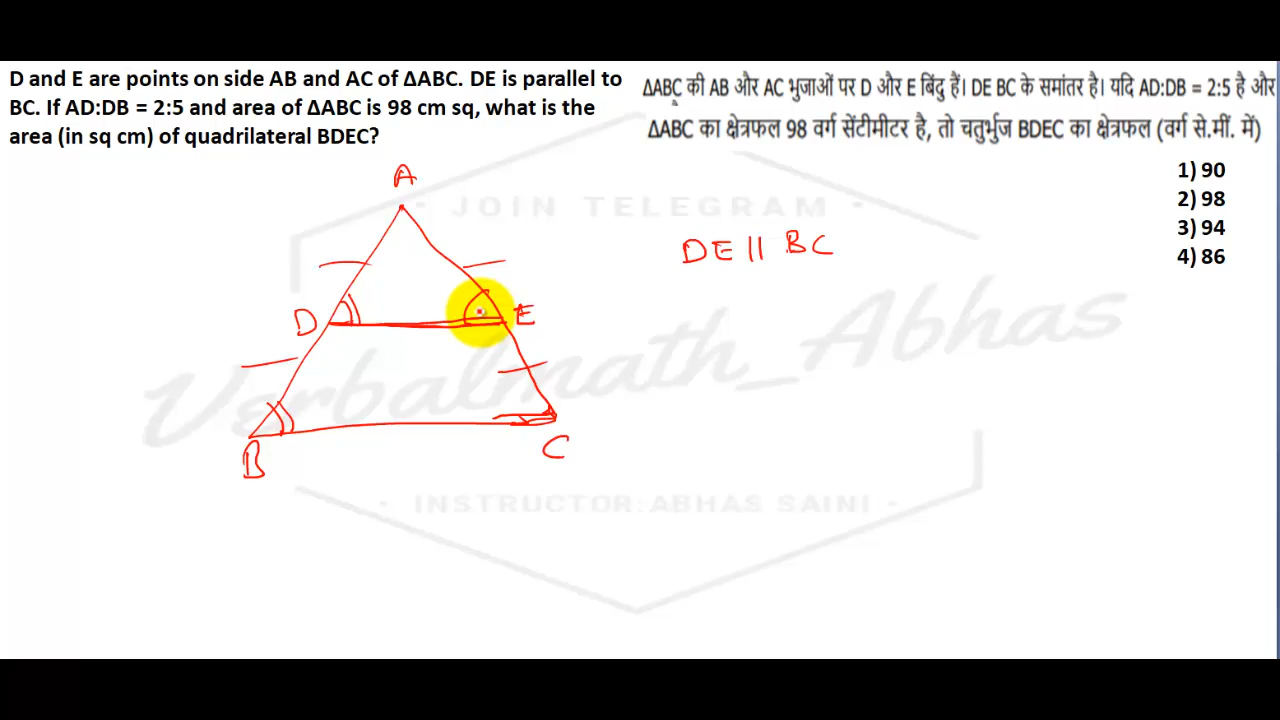 D and E are points on side AB and AC of ΔABC. DE is parallel to
BC. If AD:DB = 2:5 and area of ΔABC is 98 cm sq, what is the
area (in sq cm) of quadrilateral BDEC?
ΔABC की AB और AC भुजाओं पर D और E बिंदु हैं। DE BC के समांतर है। यदि AD:DB = 2:5 है और
ΔABC का क्षेत्रफल 98 वर्ग सेंटीमीटर है, तो चतुर्भुज BDEC का क्षेत्रफल (वर्ग से.मीं. में)
1) 90
2) 98
3) 94
4) 86
A
· JOIN TELEGRAM ·
DE || BC
D
E
Verbalmath_Abhas
B
C
· INSTRUCTOR:ABHAS SAINI ·